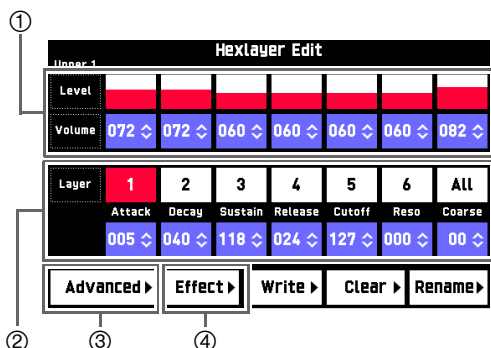 ①
Hexlayer Edit
Upper 1
Level
Volume 072 072 060 060 060 060 082
Layer 1 2 3 4 5 6 All
Attack Decay Sustain Release Cutoff Reso Coarse
005 040 118 024 127 000 00
Advanced Effect Write Clear Rename
② ③ ④